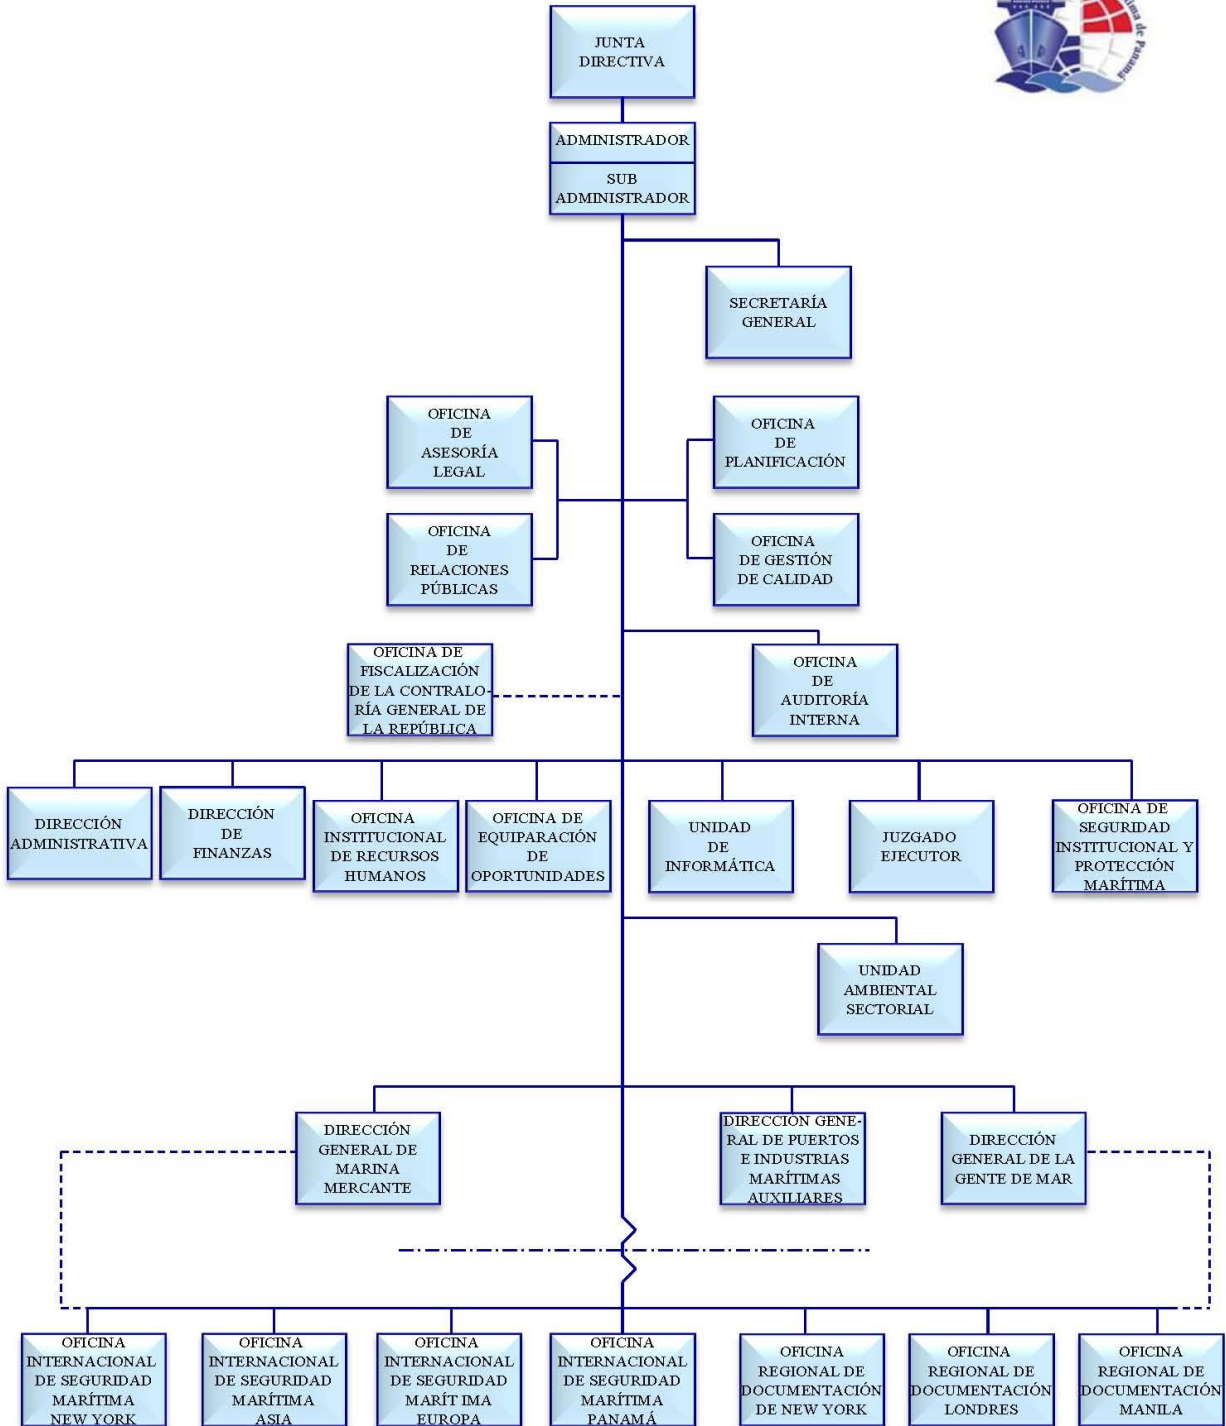 ima de Panamá
JUNTA
DIRECTIVA
ADMINISTRADOR
SUB
ADMINISTRADOR
SECRETARÍA
GENERAL
OFICINA
DE
ASESORÍA
LEGAL
OFICINA
DE
PLANIFICACIÓN
OFICINA
DE
RELACIONES
PÚBLICAS
OFICINA
DE GESTIÓN
DE CALIDAD
OFICINA DE
FISCALIZACIÓN
DE LA CONTRALO-
RÍA GENERAL DE
LA REPÚBLICA
OFICINA
DE
AUDITORÍA
INTERNA
DIRECCIÓN
ADMINISTRATIVA
DIRECCIÓN
DE
FINANZAS
OFICINA
INSTITUCIONAL
DE RECURSOS
HUMANOS
OFICINA DE
EQUIPARACIÓN
DE
OPORTUNIDADES
UNIDAD
DE
INFORMÁTICA
JUZGADO
EJECUTOR
OFICINA DE
SEGURIDAD
INSTITUCIONAL Y
PROTECCIÓN
MARÍTIMA
UNIDAD
AMBIENTAL
SECTORIAL
DIRECCIÓN
GENERAL DE
MARINA
MERCANTE
DIRECCIÓN GENE-
RAL DE PUERTOS
E INDUSTRIAS
MARÍTIMAS
AUXILIARES
DIRECCIÓN
GENERAL DE LA
GENTE DE MAR
OFICINA
INTERNACIONAL
DE SEGURIDAD
MARÍTIMA
NEW YORK
OFICINA
INTERNACIONAL
DE SEGURIDAD
MARÍTIMA
ASIA
OFICINA
INTERNACIONAL
DE SEGURIDAD
MARÍT IMA
EUROPA
OFICINA
INTERNACIONAL
DE SEGURIDAD
MARÍTIMA
PANAMÁ
OFICINA
REGIONAL DE
DOCUMENTACIÓN
DE NEW YORK
OFICINA
REGIONAL DE
DOCUMENTACIÓN
LONDRES
OFICINA
REGIONAL DE
DOCUMENTACIÓN
MANILA